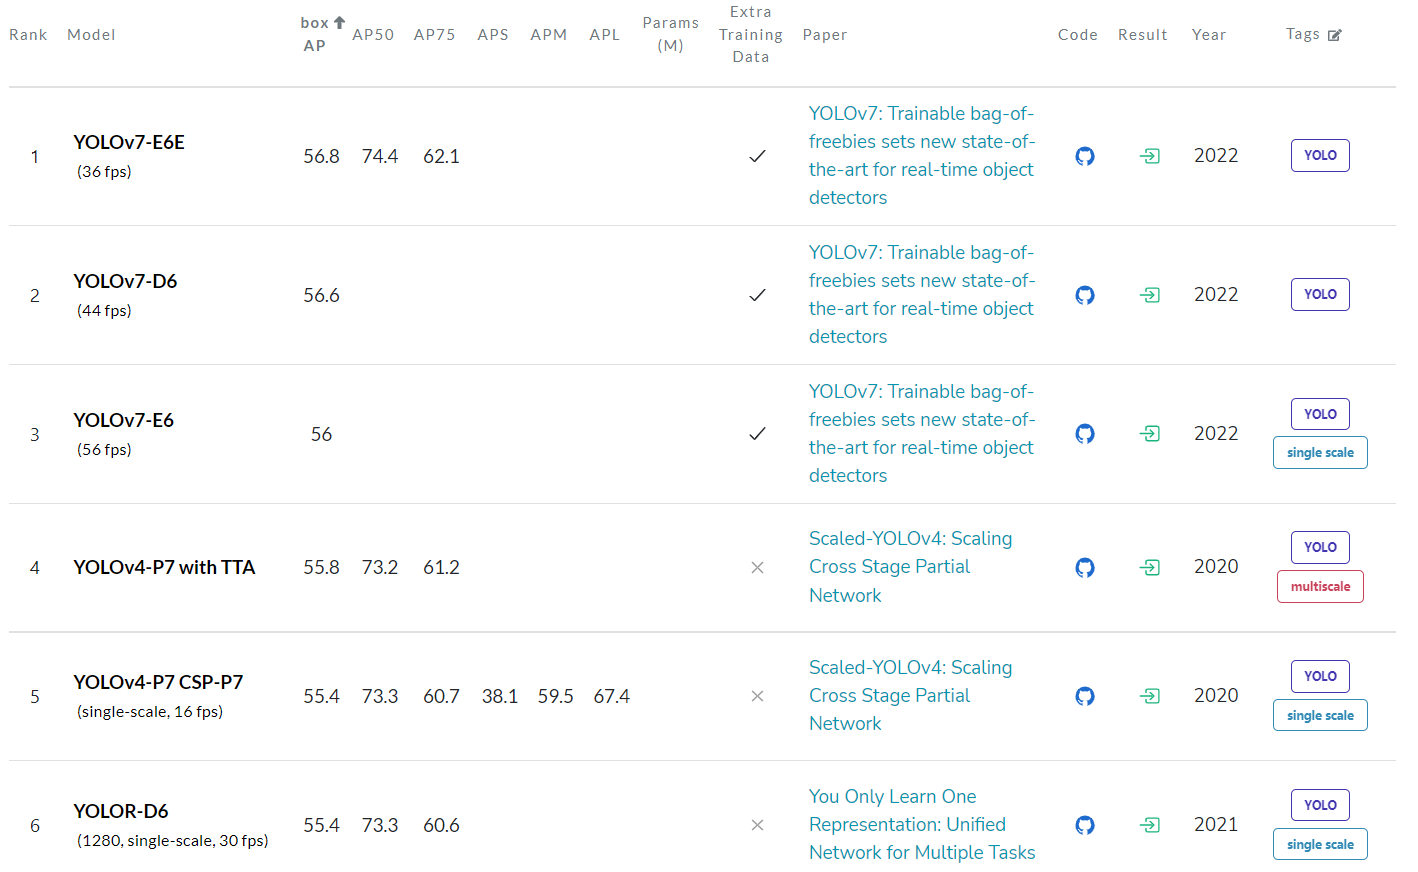 Rank Model box AP AP50 AP75 APS APM APL Params (M) Extra Training Data Paper Code Result Year Tags
1 YOLOv7-E6E (36 fps) 56.8 74.4 62.1 ✓ YOLOv7: Trainable bag-of-
freebies sets new state-of-
the-art for real-time object
detectors 2022 YOLO
2 YOLOv7-D6 (44 fps) 56.6 ✓ YOLOv7: Trainable bag-of-
freebies sets new state-of-
the-art for real-time object
detectors 2022 YOLO
3 YOLOv7-E6 (56 fps) 56 ✓ YOLOv7: Trainable bag-of-
freebies sets new state-of-
the-art for real-time object
detectors 2022 YOLO single scale
4 YOLOv4-P7 with TTA 55.8 73.2 61.2 × Scaled-YOLOv4: Scaling
Cross Stage Partial
Network 2020 YOLO multiscale
5 YOLOv4-P7 CSP-P7 (single-scale, 16 fps) 55.4 73.3 60.7 38.1 59.5 67.4 × Scaled-YOLOv4: Scaling
Cross Stage Partial
Network 2020 YOLO single scale
6 YOLOR-D6 (1280, single-scale, 30 fps) 55.4 73.3 60.6 × You Only Learn One
Representation: Unified
Network for Multiple Tasks 2021 YOLO single scale